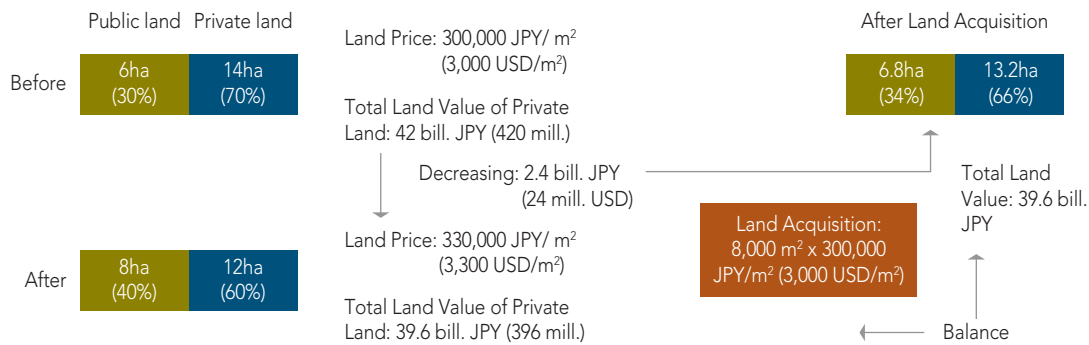 Public land Private land
Before
6ha
(30%)
14ha
(70%)
Land Price: 300,000 JPY/ m²
(3,000 USD/m²)
Total Land Value of Private
Land: 42 bill. JPY (420 mill.)
Decreasing: 2.4 bill. JPY
(24 mill. USD)
After
8ha
(40%)
12ha
(60%)
Land Price: 330,000 JPY/ m²
(3,300 USD/m²)
Total Land Value of Private
Land: 39.6 bill. JPY (396 mill.)
After Land Acquisition
6.8ha
(34%)
13.2ha
(66%)
Land Acquisition:
8,000 m² x 300,000
JPY/m² (3,000 USD/m²)
Total Land
Value: 39.6 bill.
JPY
Balance